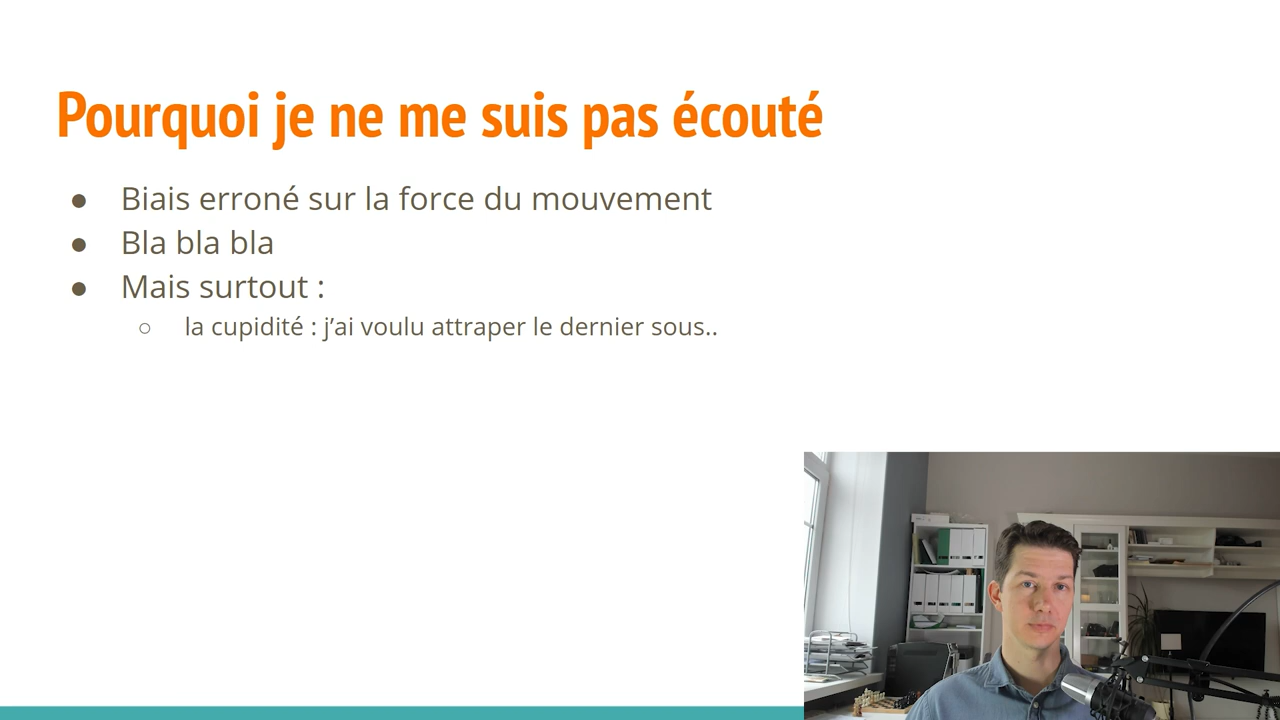 Pourquoi je ne me suis pas écouté
● Biais erroné sur la force du mouvement
● Bla bla bla
● Mais surtout :
○ la cupidité : j’ai voulu attraper le dernier sous..